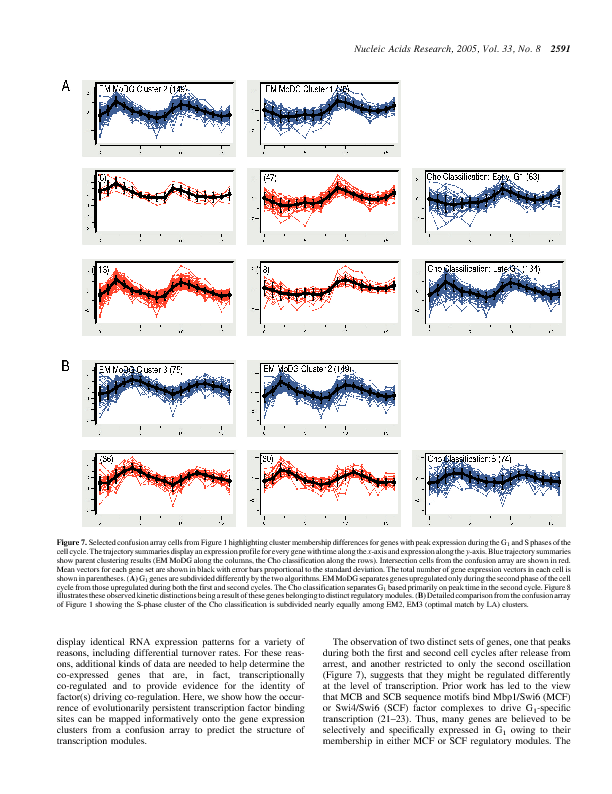 Nucleic Acids Research, 2005, Vol. 33, No. 8 2591
A
EM MoDG Cluster 2 (149)
EM MoDG Cluster 1
(47)
Cho Classification: Early G1 (63)
Cho Classification: Late G1 (134)
B
EM MoDG Cluster 3 (75)
EM MoDG Cluster 2 (149)
(36)
Cho Classification: S (74)
Figure 7. Selected confusion array cells from Figure 1 highlighting cluster membership differences for genes with peak expression during the G1 and S phases of the
cell cycle. The trajectory summaries display an expression profile for every gene with time along the x-axis and expression along the y-axis. Blue trajectory summaries
show parent clustering results (EM MoDG along the columns, the Cho classification along the rows). Intersection cells from the confusion array are shown in red.
Mean vectors for each gene set are shown in black with error bars proportional to the standard deviation. The total number of gene expression vectors in each cell is
shown in parentheses. (A) G1 genes are subdivided differently by the two algorithms. EM MoDG separates genes upregulated only during the second phase of the cell
cycle from those upregulated during both the first and second cycles. The Cho classification separates G1 based primarily on peak time in the second cycle. Figure 8
illustrates these observed kinetic distinctions being a result of these genes belonging to distinct regulatory modules. (B) Detailed comparison from the confusion array
of Figure 1 showing the S-phase cluster of the Cho classification is subdivided nearly equally among EM2, EM3 (optimal match by LA) clusters.
display identical RNA expression patterns for a variety of
reasons, including differential turnover rates. For these reas-
ons, additional kinds of data are needed to help determine the
co-expressed genes that are, in fact, transcriptionally
co-regulated and to provide evidence for the identity of
factor(s) driving co-regulation. Here, we show how the occur-
rence of evolutionarily persistent transcription factor binding
sites can be mapped informatively onto the gene expression
clusters from a confusion array to predict the structure of
transcription modules.
The observation of two distinct sets of genes, one that peaks
during both the first and second cell cycles after release from
arrest, and another restricted to only the second oscillation
(Figure 7), suggests that they might be regulated differently
at the level of transcription. Prior work has led to the view
that MCB and SCB sequence motifs bind Mbp1/Swi6 (MCF)
or Swi4/Swi6 (SCF) factor complexes to drive G1-specific
transcription (21–23). Thus, many genes are believed to be
selectively and specifically expressed in G1 owing to their
membership in either MCF or SCF regulatory modules. The